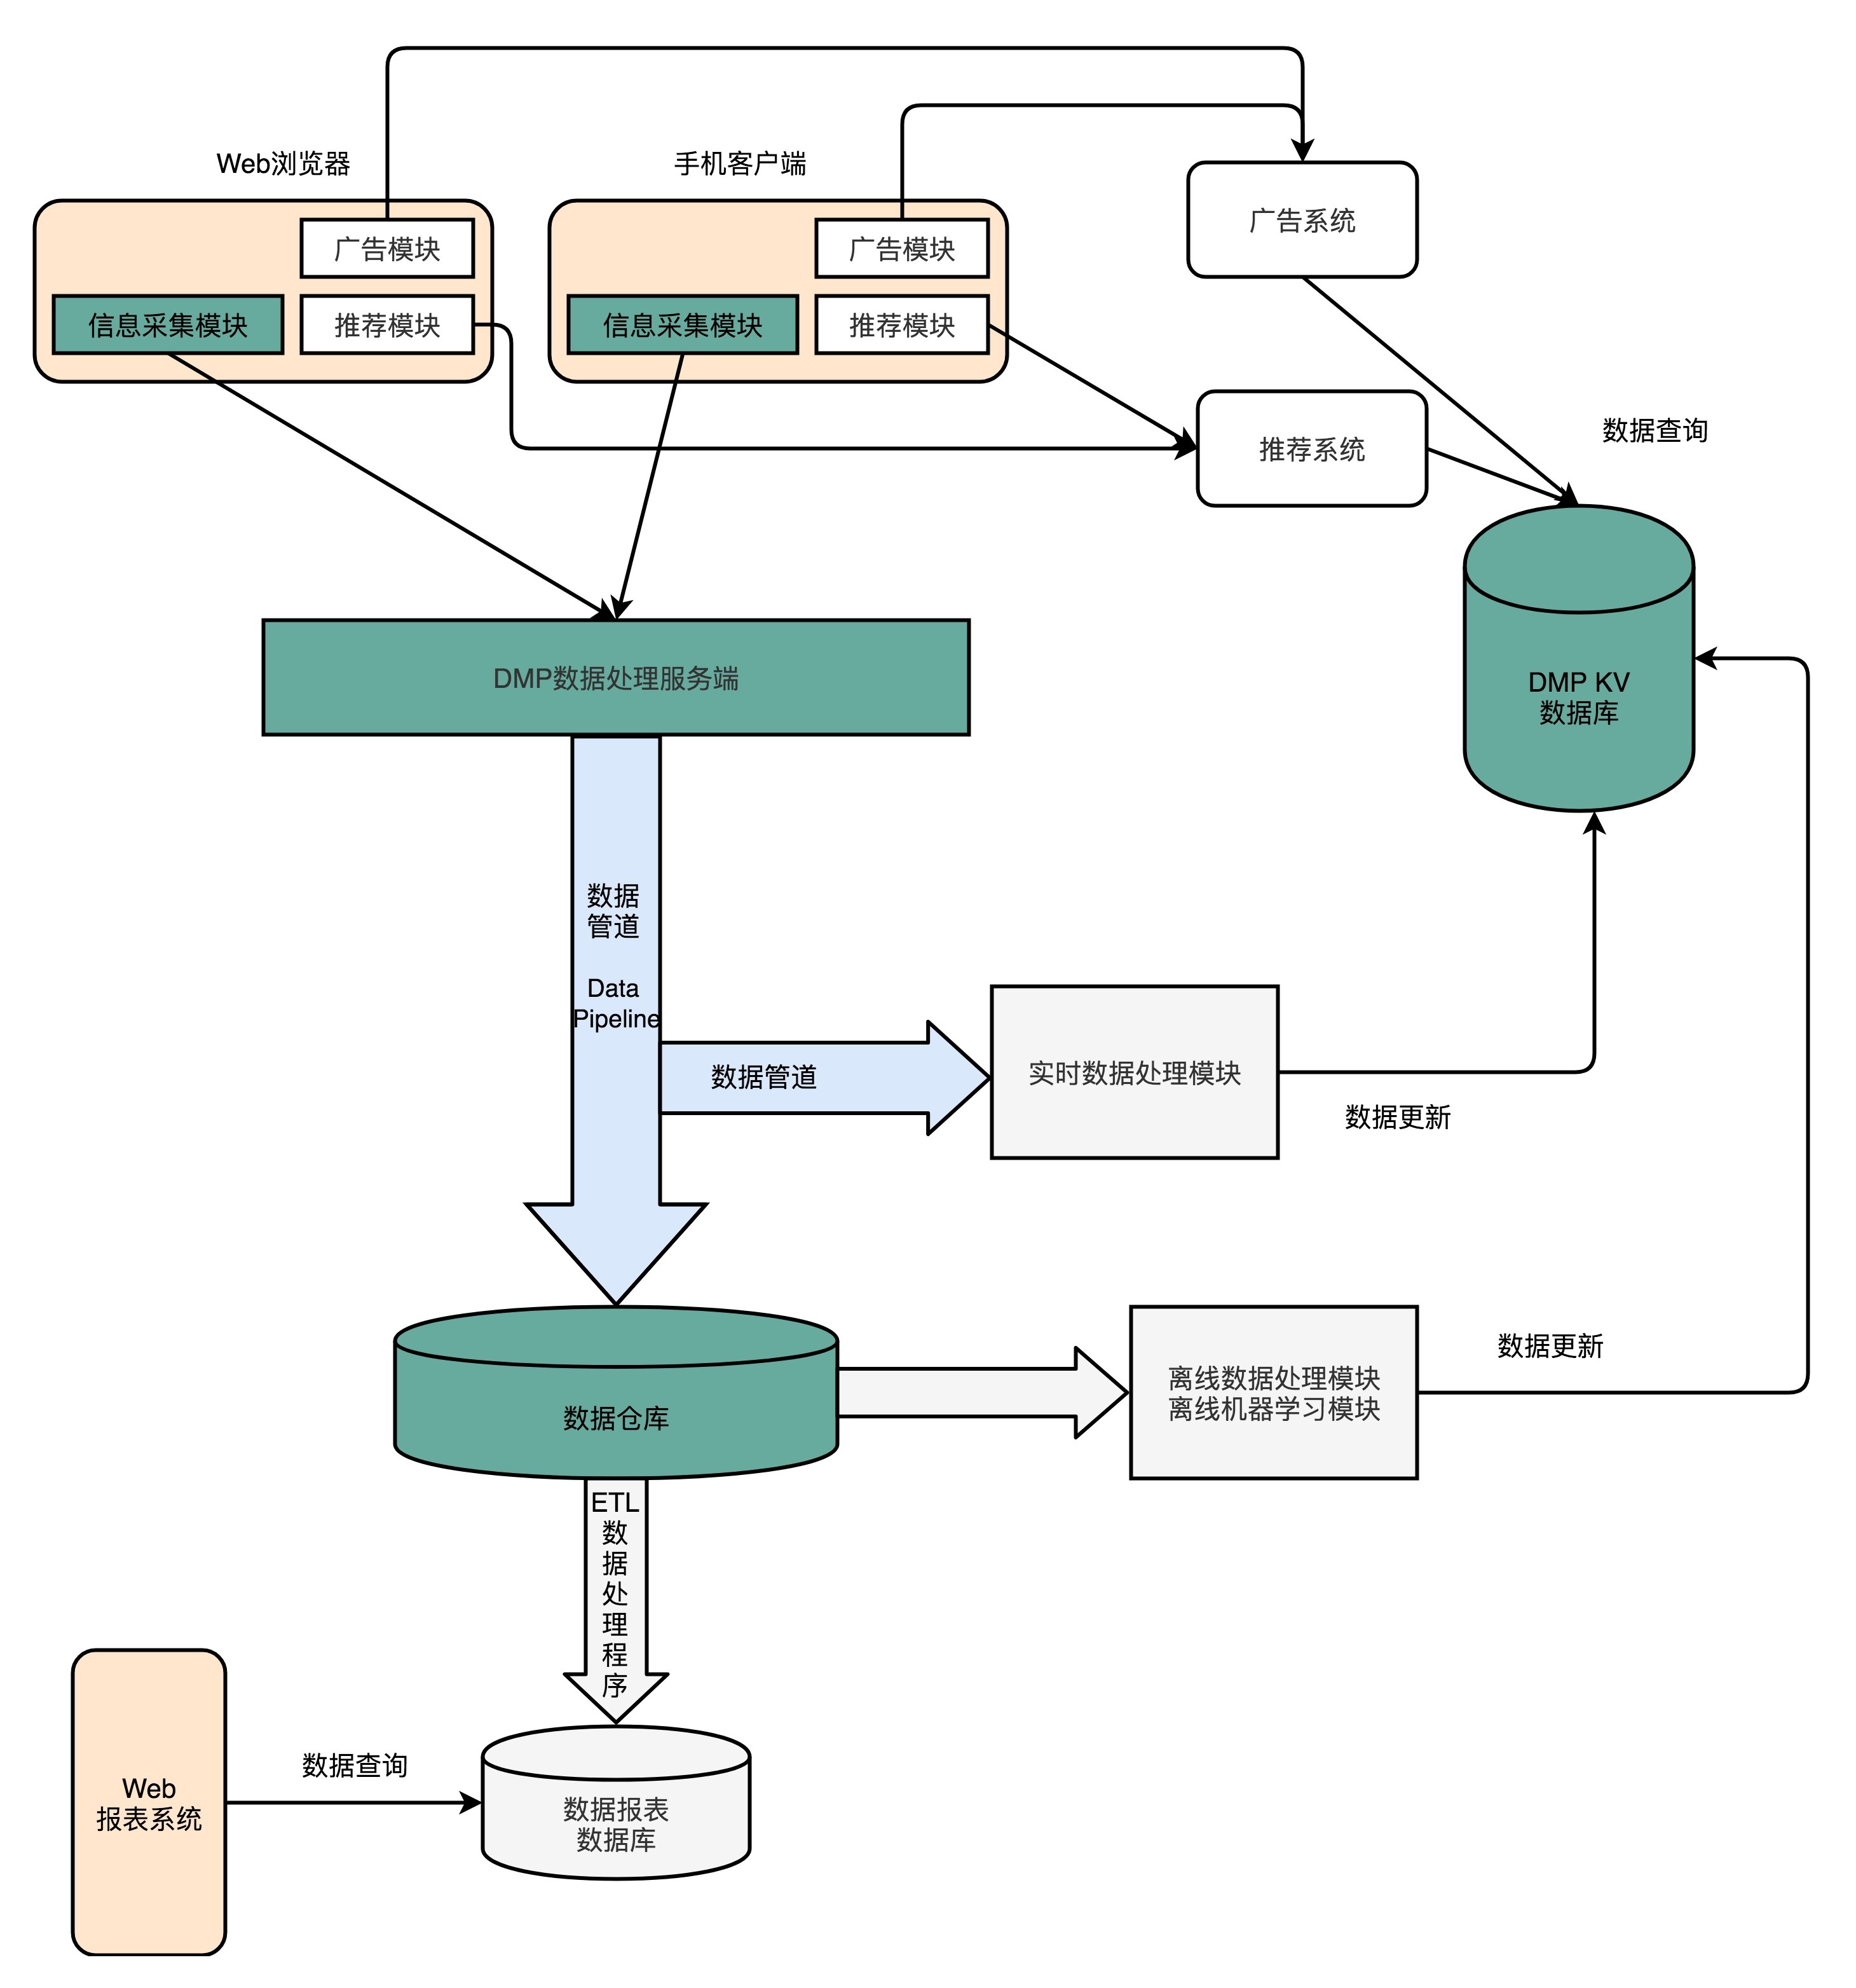 Web浏览器
手机客户端
广告模块
信息采集模块
推荐模块
广告模块
信息采集模块
推荐模块
广告系统
推荐系统
数据查询
DMP数据处理服务端
DMP KV
数据库
数据
管道
Data
Pipeline
数据管道
实时数据处理模块
数据更新
数据仓库
离线数据处理模块
离线机器学习模块
数据更新
ETL
数
据
处
理
程
序
Web
报表系统
数据查询
数据报表
数据库